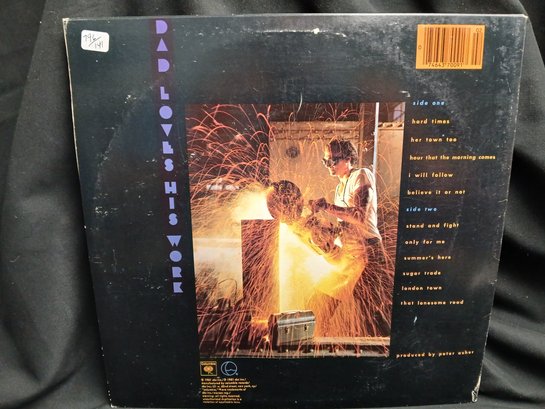 DAD LOVES HIS WORK
side one
hard times
her town too
hour that the morning comes
i will follow
believe it or not
side two
stand and fight
only for me
summer's here
sugar trade
london town
that lonesome road
produced by peter asher
COLUMBIA